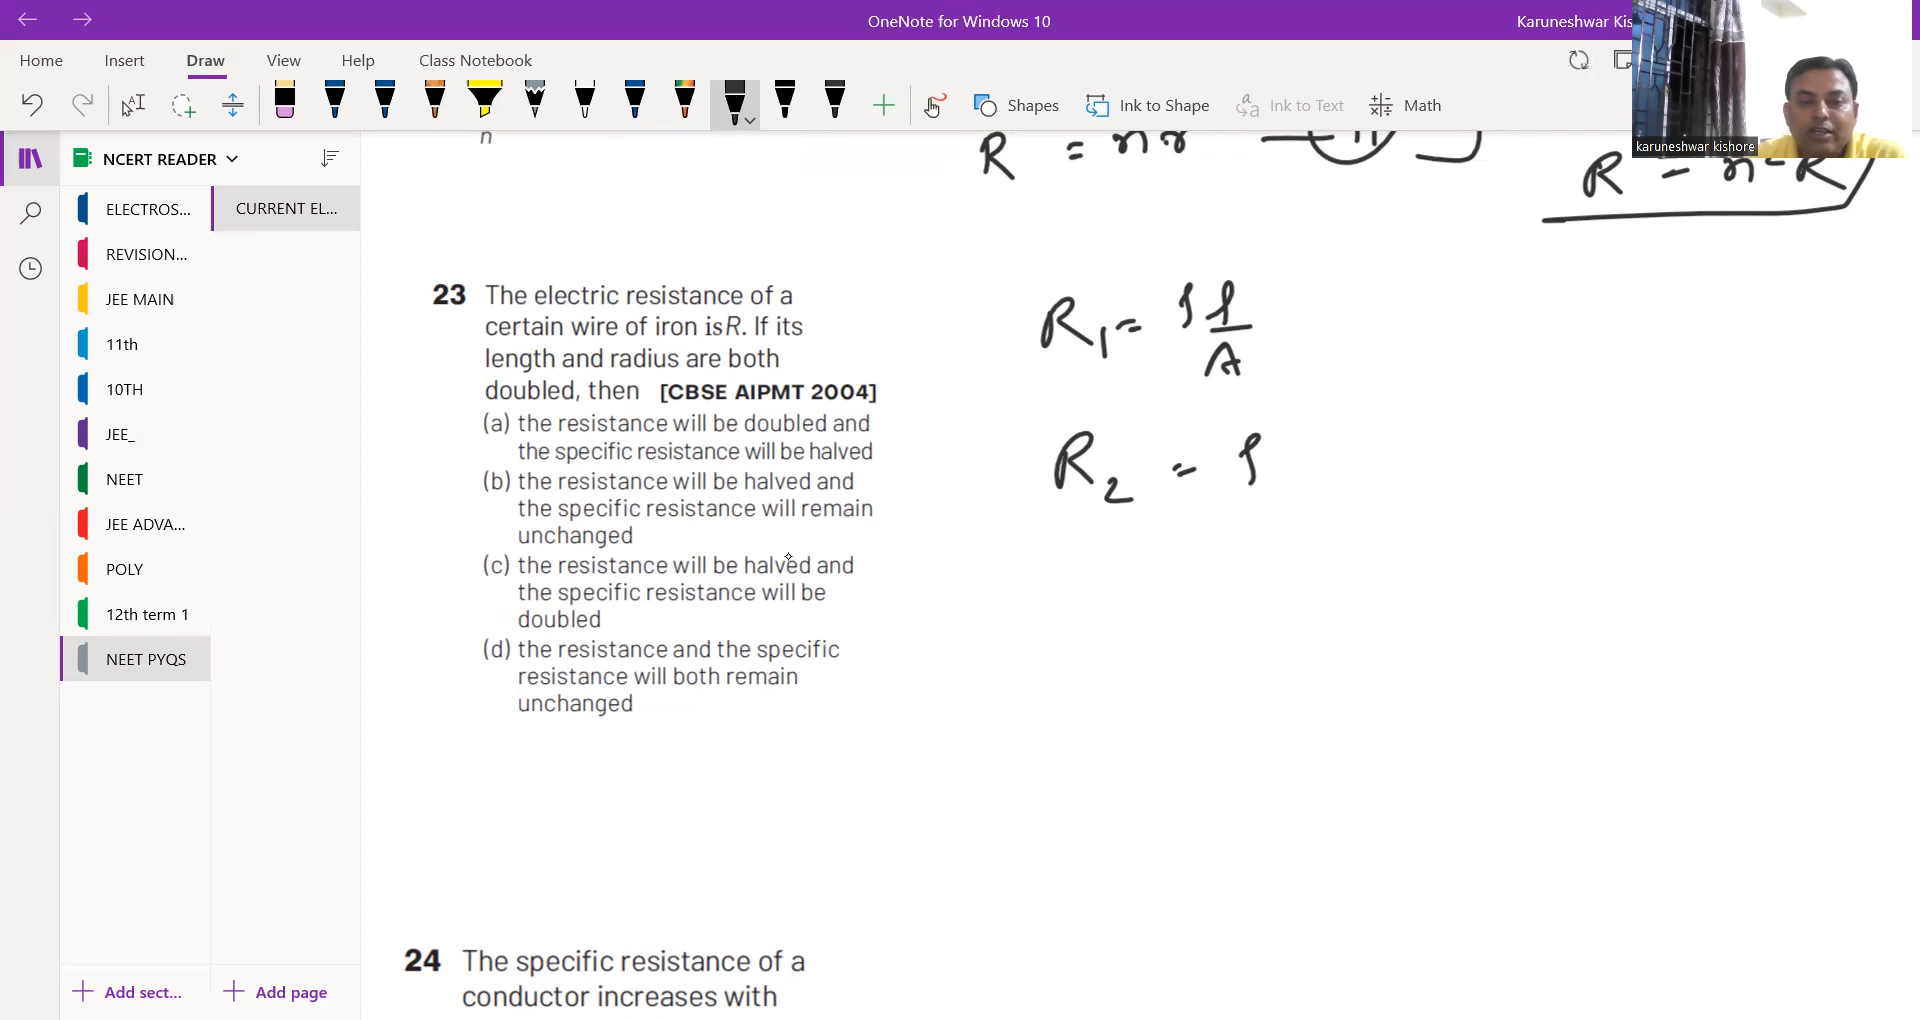 OneNote for Windows 10
Karuneshwar Kis
Home Insert Draw View Help Class Notebook
Shapes Ink to Shape Ink to Text Math
karuneshwar kishore
NCERT READER
ELECTROS...
REVISION...
JEE MAIN
11th
10TH
JEE_
NEET
JEE ADVA...
POLY
12th term 1
NEET PYQS
Add sect...
CURRENT EL...
Add page
n
R = nr
23 The electric resistance of a
certain wire of iron is R. If its
length and radius are both
doubled, then [CBSE AIPMT 2004]
(a) the resistance will be doubled and
the specific resistance will be halved
(b) the resistance will be halved and
the specific resistance will remain
unchanged
(c) the resistance will be halved and
the specific resistance will be
doubled
(d) the resistance and the specific
resistance will both remain
unchanged
R₁ = ρ l/A
R₂ = ρ
24 The specific resistance of a
conductor increases with